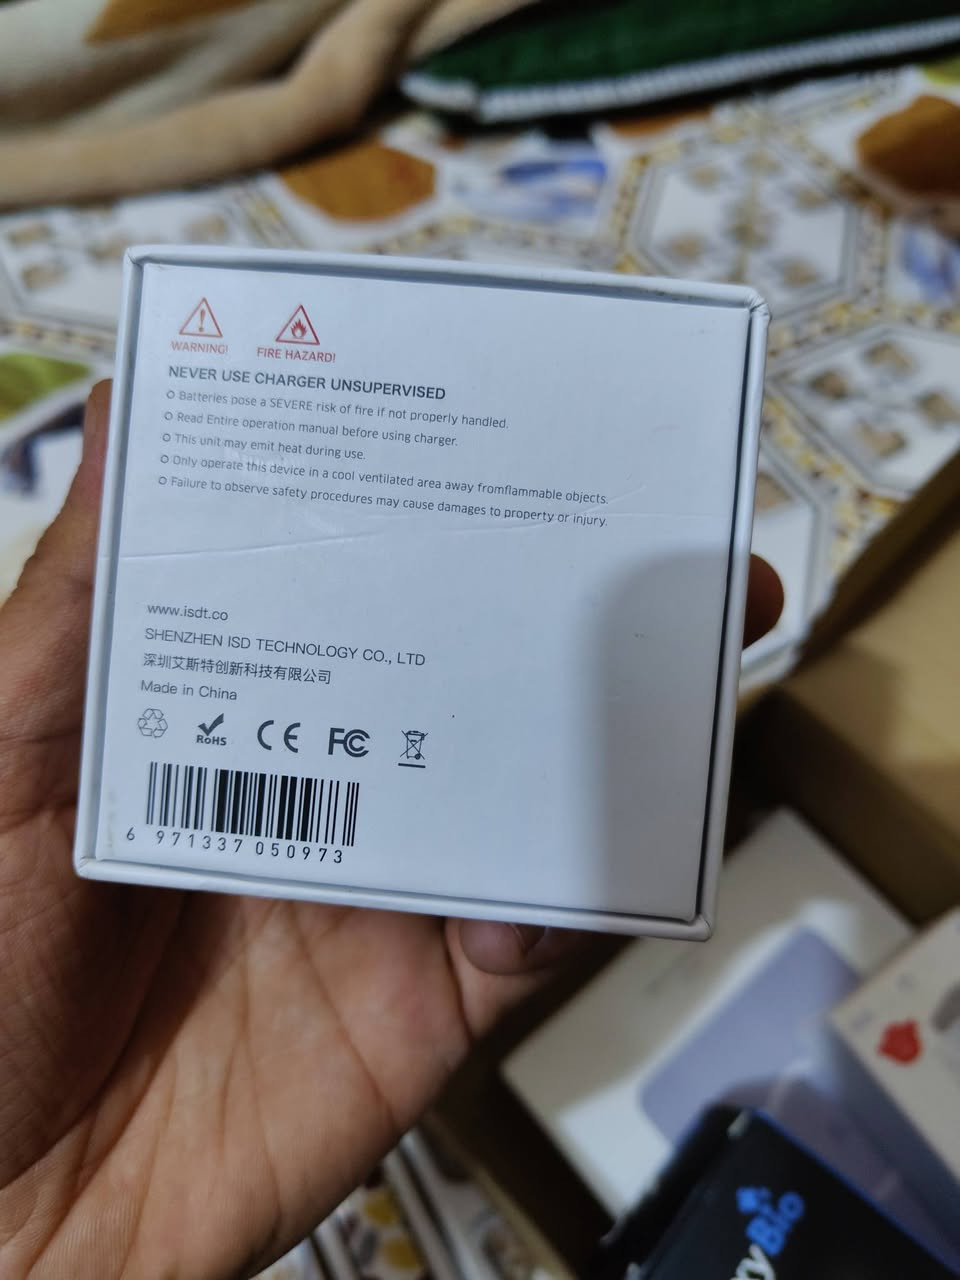 WARNING!
FIRE HAZARD!
NEVER USE CHARGER UNSUPERVISED
Batteries pose a SEVERE risk of fire if not properly handled.
Read Entire operation manual before using charger.
This unit may emit heat during use.
Only operate this device in a cool ventilated area away fromflammable objects.
Failure to observe safety procedures may cause damages to property or injury.
www.isdt.co
SHENZHEN ISD TECHNOLOGY CO., LTD
深圳艾斯特创新科技有限公司
Made in China
RoHS CE FC
6 971337 050973
Bio